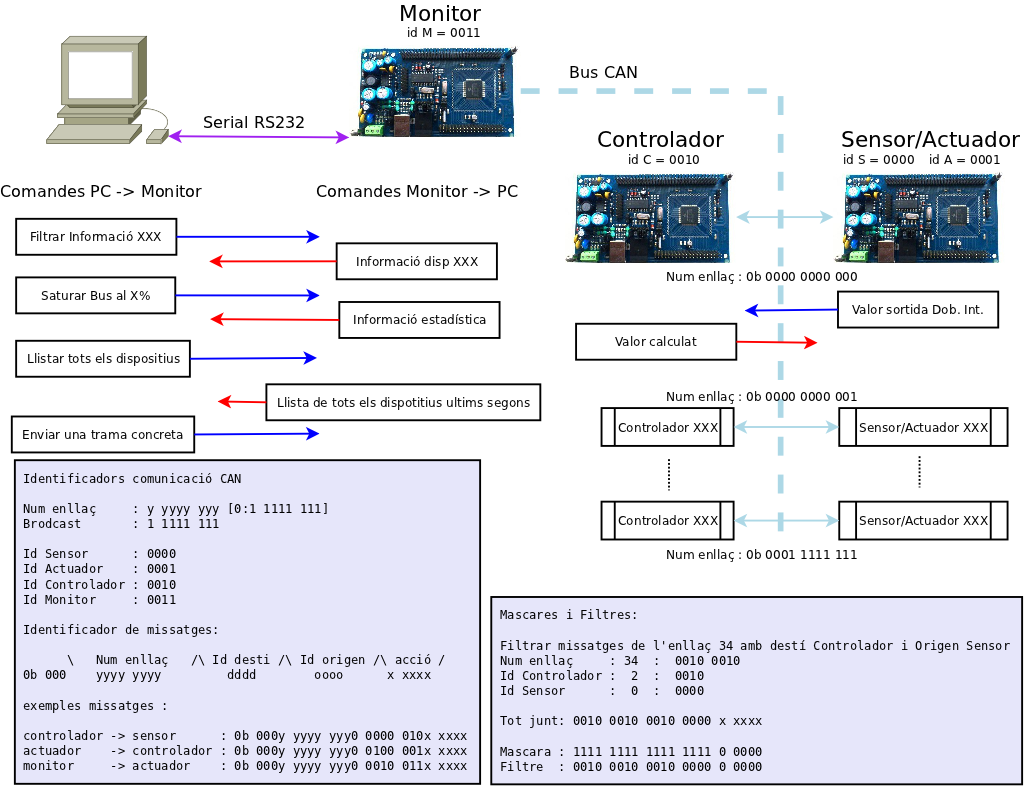 Monitor
id M = 0011
Bus CAN
Serial RS232
Controlador
id C = 0010
Sensor/Actuador
id S = 0000 id A = 0001
Comandes PC -> Monitor
Comandes Monitor -> PC
Filtrar Informació XXX
Informació disp XXX
Saturar Bus al X%
Informació estadística
Llistar tots els dispositius
Llista de tots els dispotitius ultims segons
Enviar una trama concreta
Num enllaç : 0b 0000 0000 000
Valor sortida Dob. Int.
Valor calculat
Num enllaç : 0b 0000 0000 001
Controlador XXX
Sensor/Actuador XXX
Controlador XXX
Sensor/Actuador XXX
Num enllaç : 0b 0001 1111 111
Identificadors comunicació CAN
Num enllaç : y yyyy yyy [0:1 1111 111]
Brodcast : 1 1111 111
Id Sensor : 0000
Id Actuador : 0001
Id Controlador : 0010
Id Monitor : 0011
Identificador de missatges:
\ Num enllaç /\ Id desti /\ Id origen /\ acció /
0b 000 yyyy yyyy dddd oooo x xxxx
exemples missatges :
controlador -> sensor : 0b 000y yyyy yyy0 0000 010x xxxx
actuador -> controlador : 0b 000y yyyy yyy0 0100 001x xxxx
monitor -> actuador : 0b 000y yyyy yyy0 0010 011x xxxx
Mascares i Filtres:
Filtrar missatges de l'enllaç 34 amb destí Controlador i Origen Sensor
Num enllaç : 34 : 0010 0010
Id Controlador : 2 : 0010
Id Sensor : 0 : 0000
Tot junt: 0010 0010 0010 0000 x xxxx
Mascara : 1111 1111 1111 1111 0 0000
Filtre : 0010 0010 0010 0000 0 0000